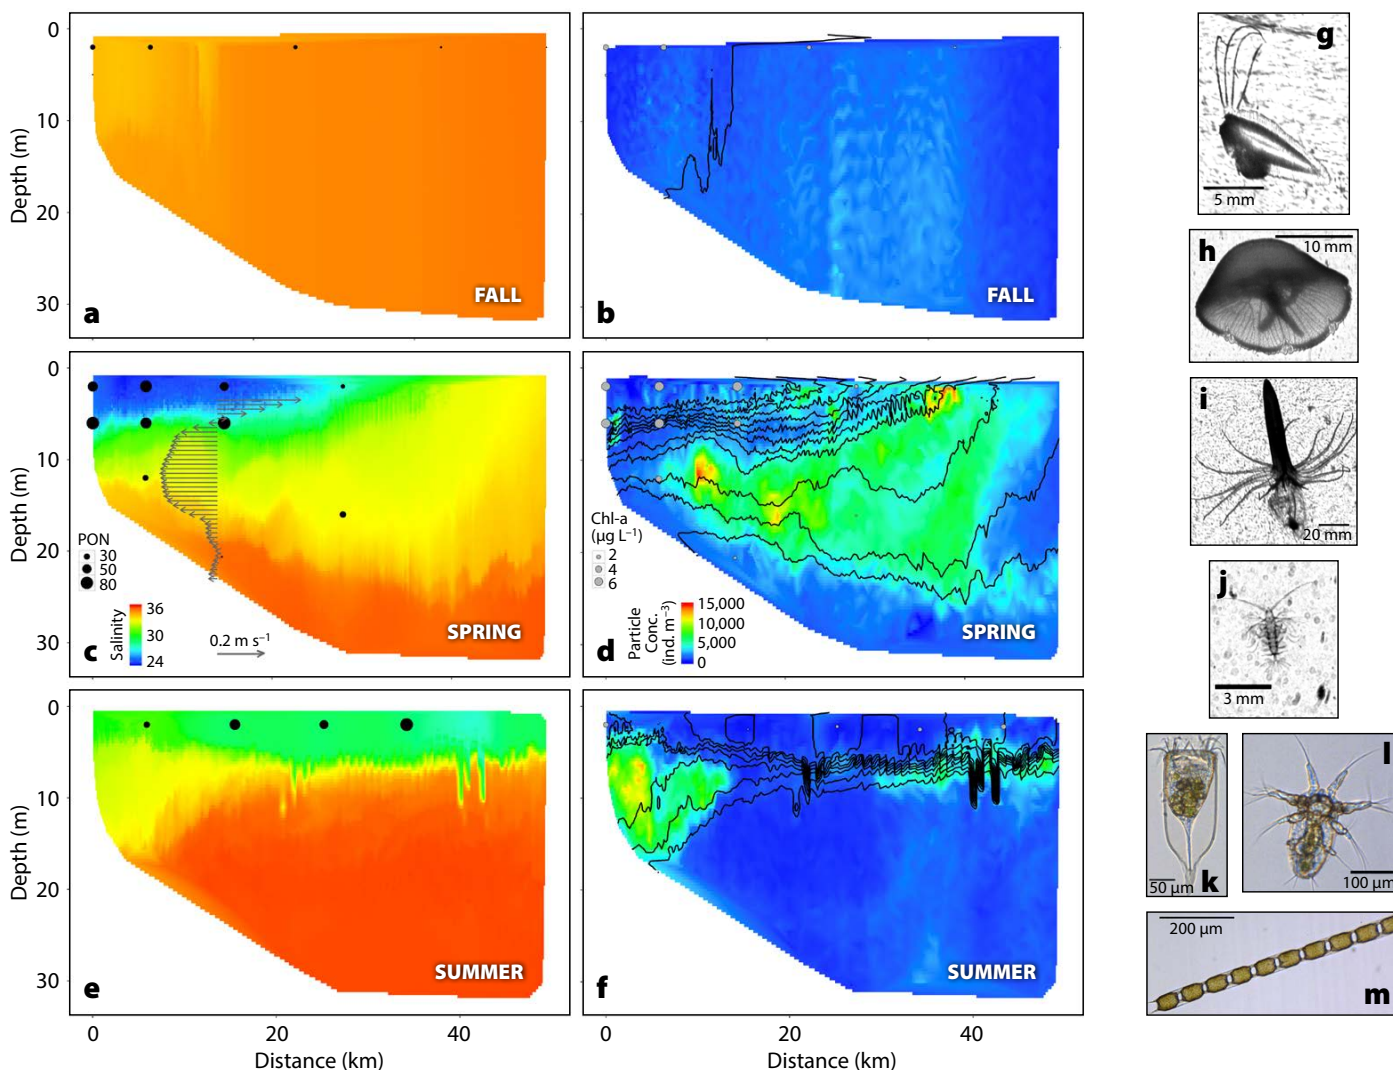 0
10
20
30
Depth (m)
a
FALL
0
10
20
30
Depth (m)
PON
30
50
80
Salinity
36
30
24
0.2 m s⁻¹
c
SPRING
0
10
20
30
Depth (m)
e
SUMMER
0
20
40
Distance (km)
b
FALL
Chl-a
(µg L⁻¹)
2
4
6
Particle
Conc.
(ind. m⁻³)
15,000
10,000
5,000
0
d
SPRING
f
SUMMER
0
20
40
Distance (km)
g
5 mm
h
10 mm
i
20 mm
j
3 mm
k
50 µm
l
100 µm
200 µm
m